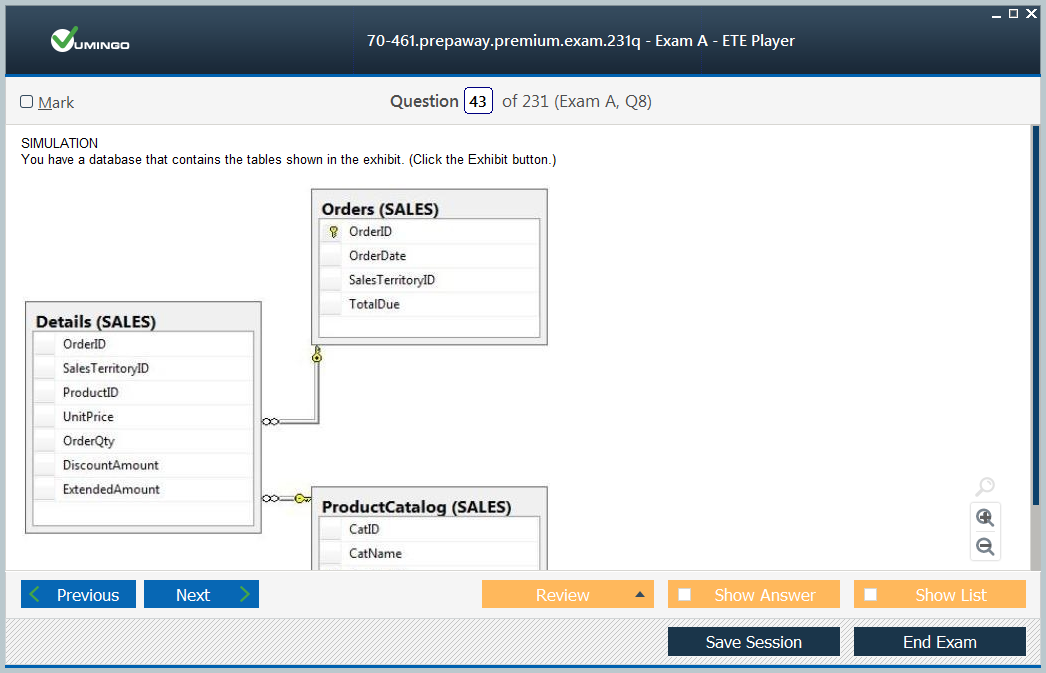 VUMINGO
70-461.prepaway.premium.exam.231q - Exam A - ETE Player
Mark
Question 43 of 231 (Exam A, Q8)
SIMULATION
You have a database that contains the tables shown in the exhibit. (Click the Exhibit button.)
Orders (SALES)
OrderID
OrderDate
SalesTerritoryID
TotalDue
Details (SALES)
OrderID
SalesTerritoryID
ProductID
UnitPrice
OrderQty
DiscountAmount
ExtendedAmount
ProductCatalog (SALES)
CatID
CatName
Previous
Next
Review
Show Answer
Show List
Save Session
End Exam